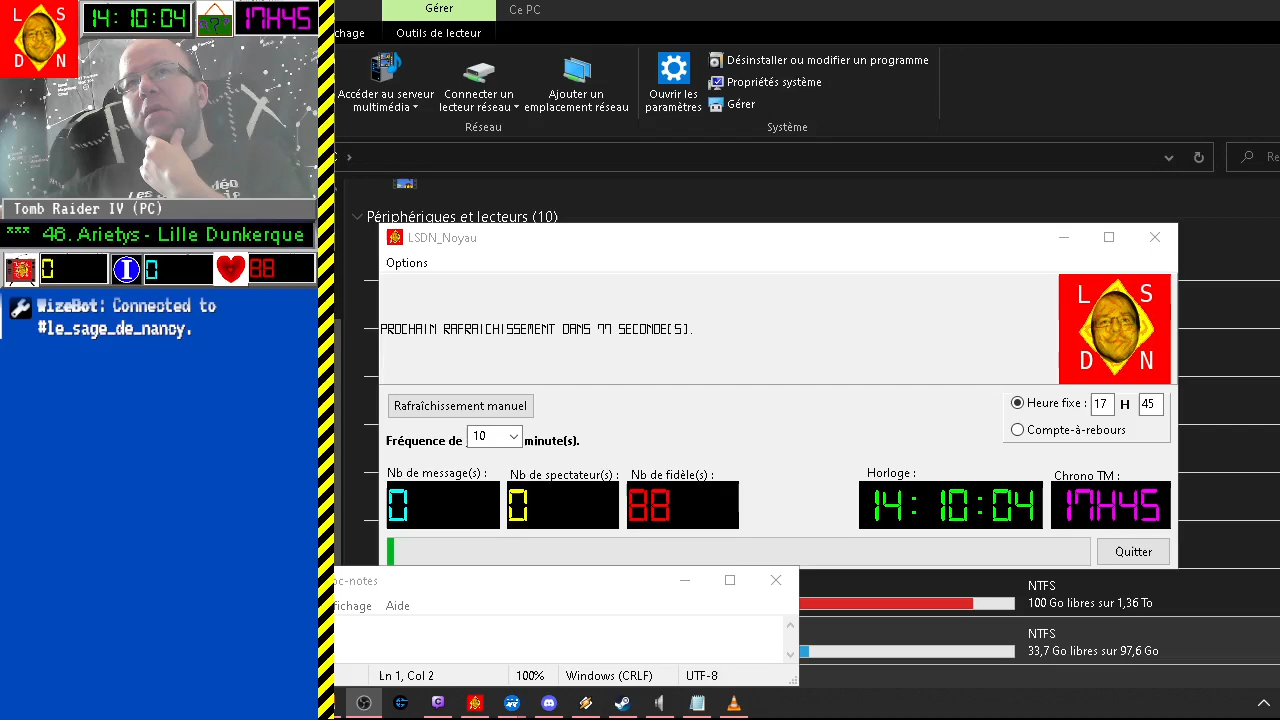 L S
D N
14:10:04
17H45
Tomb Raider IV (PC)
*** 46. Arietys - Lille Dunkerque
0
0
88
WizeBot: Connected to
#le_sage_de_nancy.
Gérer
Ce PC
Outils de lecteur
Accéder au serveur
multimédia
Connecter un
lecteur réseau
Ajouter un
emplacement réseau
Réseau
Ouvrir les
paramètres
Désinstaller ou modifier un programme
Propriétés système
Gérer
Système
Périphériques et lecteurs (10)
LSDN_Noyau
Options
PROCHAIN RAFRAICHISSEMENT DANS 77 SECONDE(S).
L S
D N
Rafraîchissement manuel
Fréquence de 10 minute(s).
Heure fixe : 17 H 45
Compte-à-rebours
Nb de message(s) :
Nb de spectateur(s) :
Nb de fidèle(s) :
Horloge :
Chrono TM :
0
0
88
14:10:04
17H45
Quitter
oc-notes
fichage
Aide
Ln 1, Col 2
100%
Windows (CRLF)
UTF-8
NTFS
100 Go libres sur 1,36 To
NTFS
33,7 Go libres sur 97,6 Go